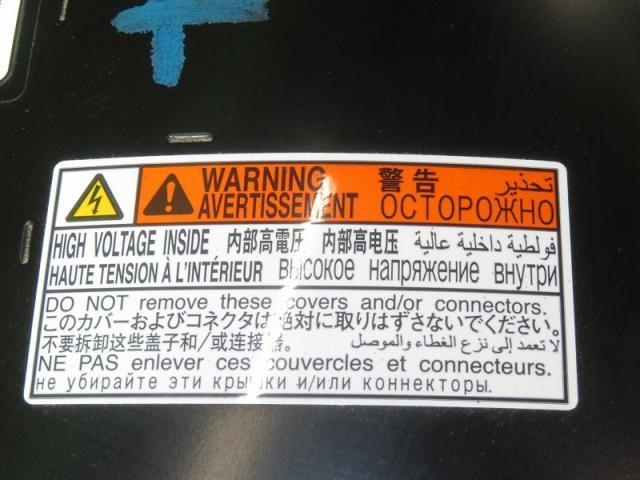 WARNING 警告 تحذير
AVERTISSEMENT ОСТОРОЖНО
HIGH VOLTAGE INSIDE 内部高電圧 内部高电压 فولطية داخلية عالية
HAUTE TENSION À L'INTÉRIEUR высокое напряжение внутри
DO NOT remove these covers and/or connectors.
このカバーおよびコネクタは絶対に取りはずさないでください。
不要拆卸这些盖子和/或连接器。 لا تعمد إلى نزع الغطاء والموصل
NE PAS enlever ces couvercles et connecteurs.
не убирайте эти крышки и/или коннекторы.